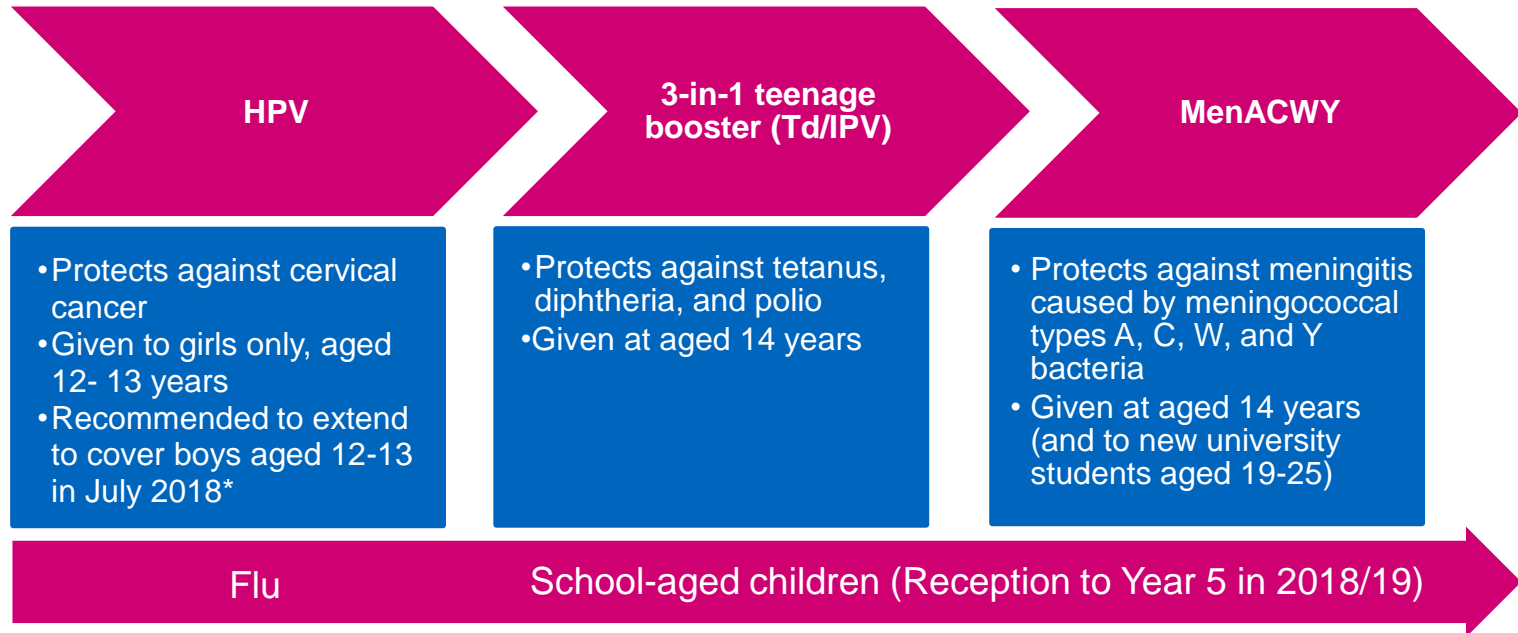 HPV
3-in-1 teenage
booster (Td/IPV)
MenACWY
•Protects against cervical
cancer
•Given to girls only, aged
12- 13 years
•Recommended to extend
to cover boys aged 12-13
in July 2018*
•Protects against tetanus,
diphtheria, and polio
•Given at aged 14 years
• Protects against meningitis
caused by meningococcal
types A, C, W, and Y
bacteria
• Given at aged 14 years
(and to new university
students aged 19-25)
Flu
School-aged children (Reception to Year 5 in 2018/19)